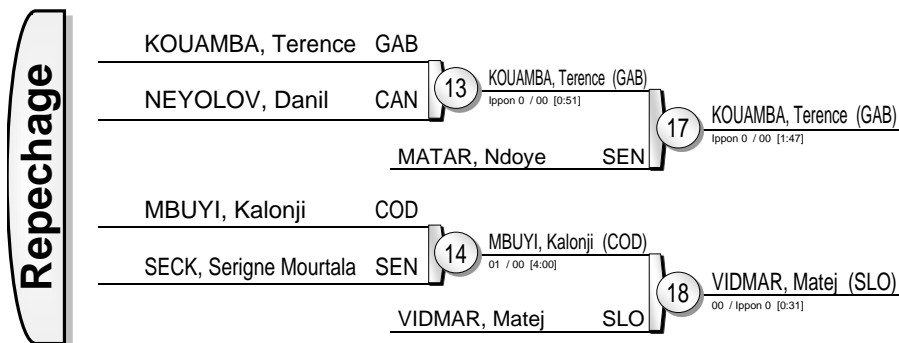 Repechage
KOUAMBA, Terence GAB
NEYOLOV, Danil CAN
13
KOUAMBA, Terence (GAB)
Ippon 0 / 00 [0:51]
MATAR, Ndoye SEN
17
KOUAMBA, Terence (GAB)
Ippon 0 / 00 [1:47]
MBUYI, Kalonji COD
SECK, Serigne Mourtala SEN
14
MBUYI, Kalonji (COD)
01 / 00 [4:00]
VIDMAR, Matej SLO
18
VIDMAR, Matej (SLO)
00 / Ippon 0 [0:31]